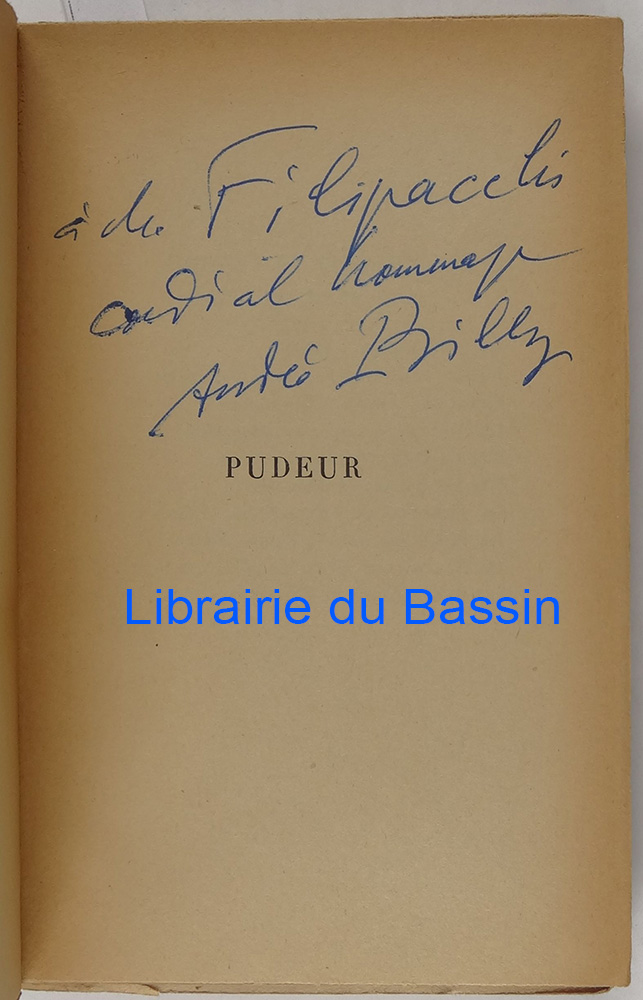 à M. Filipacchi
cordial hommage
André Billy
PUDEUR
Librairie du Bassin